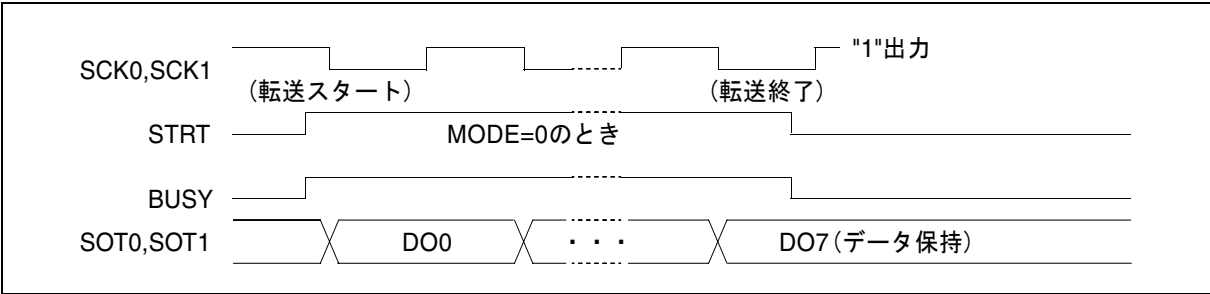 "1"出力
SCK0,SCK1
(転送スタート) (転送終了)
STRT MODE=0のとき
BUSY
SOT0,SOT1 DO0 ・・・ DO7(データ保持)